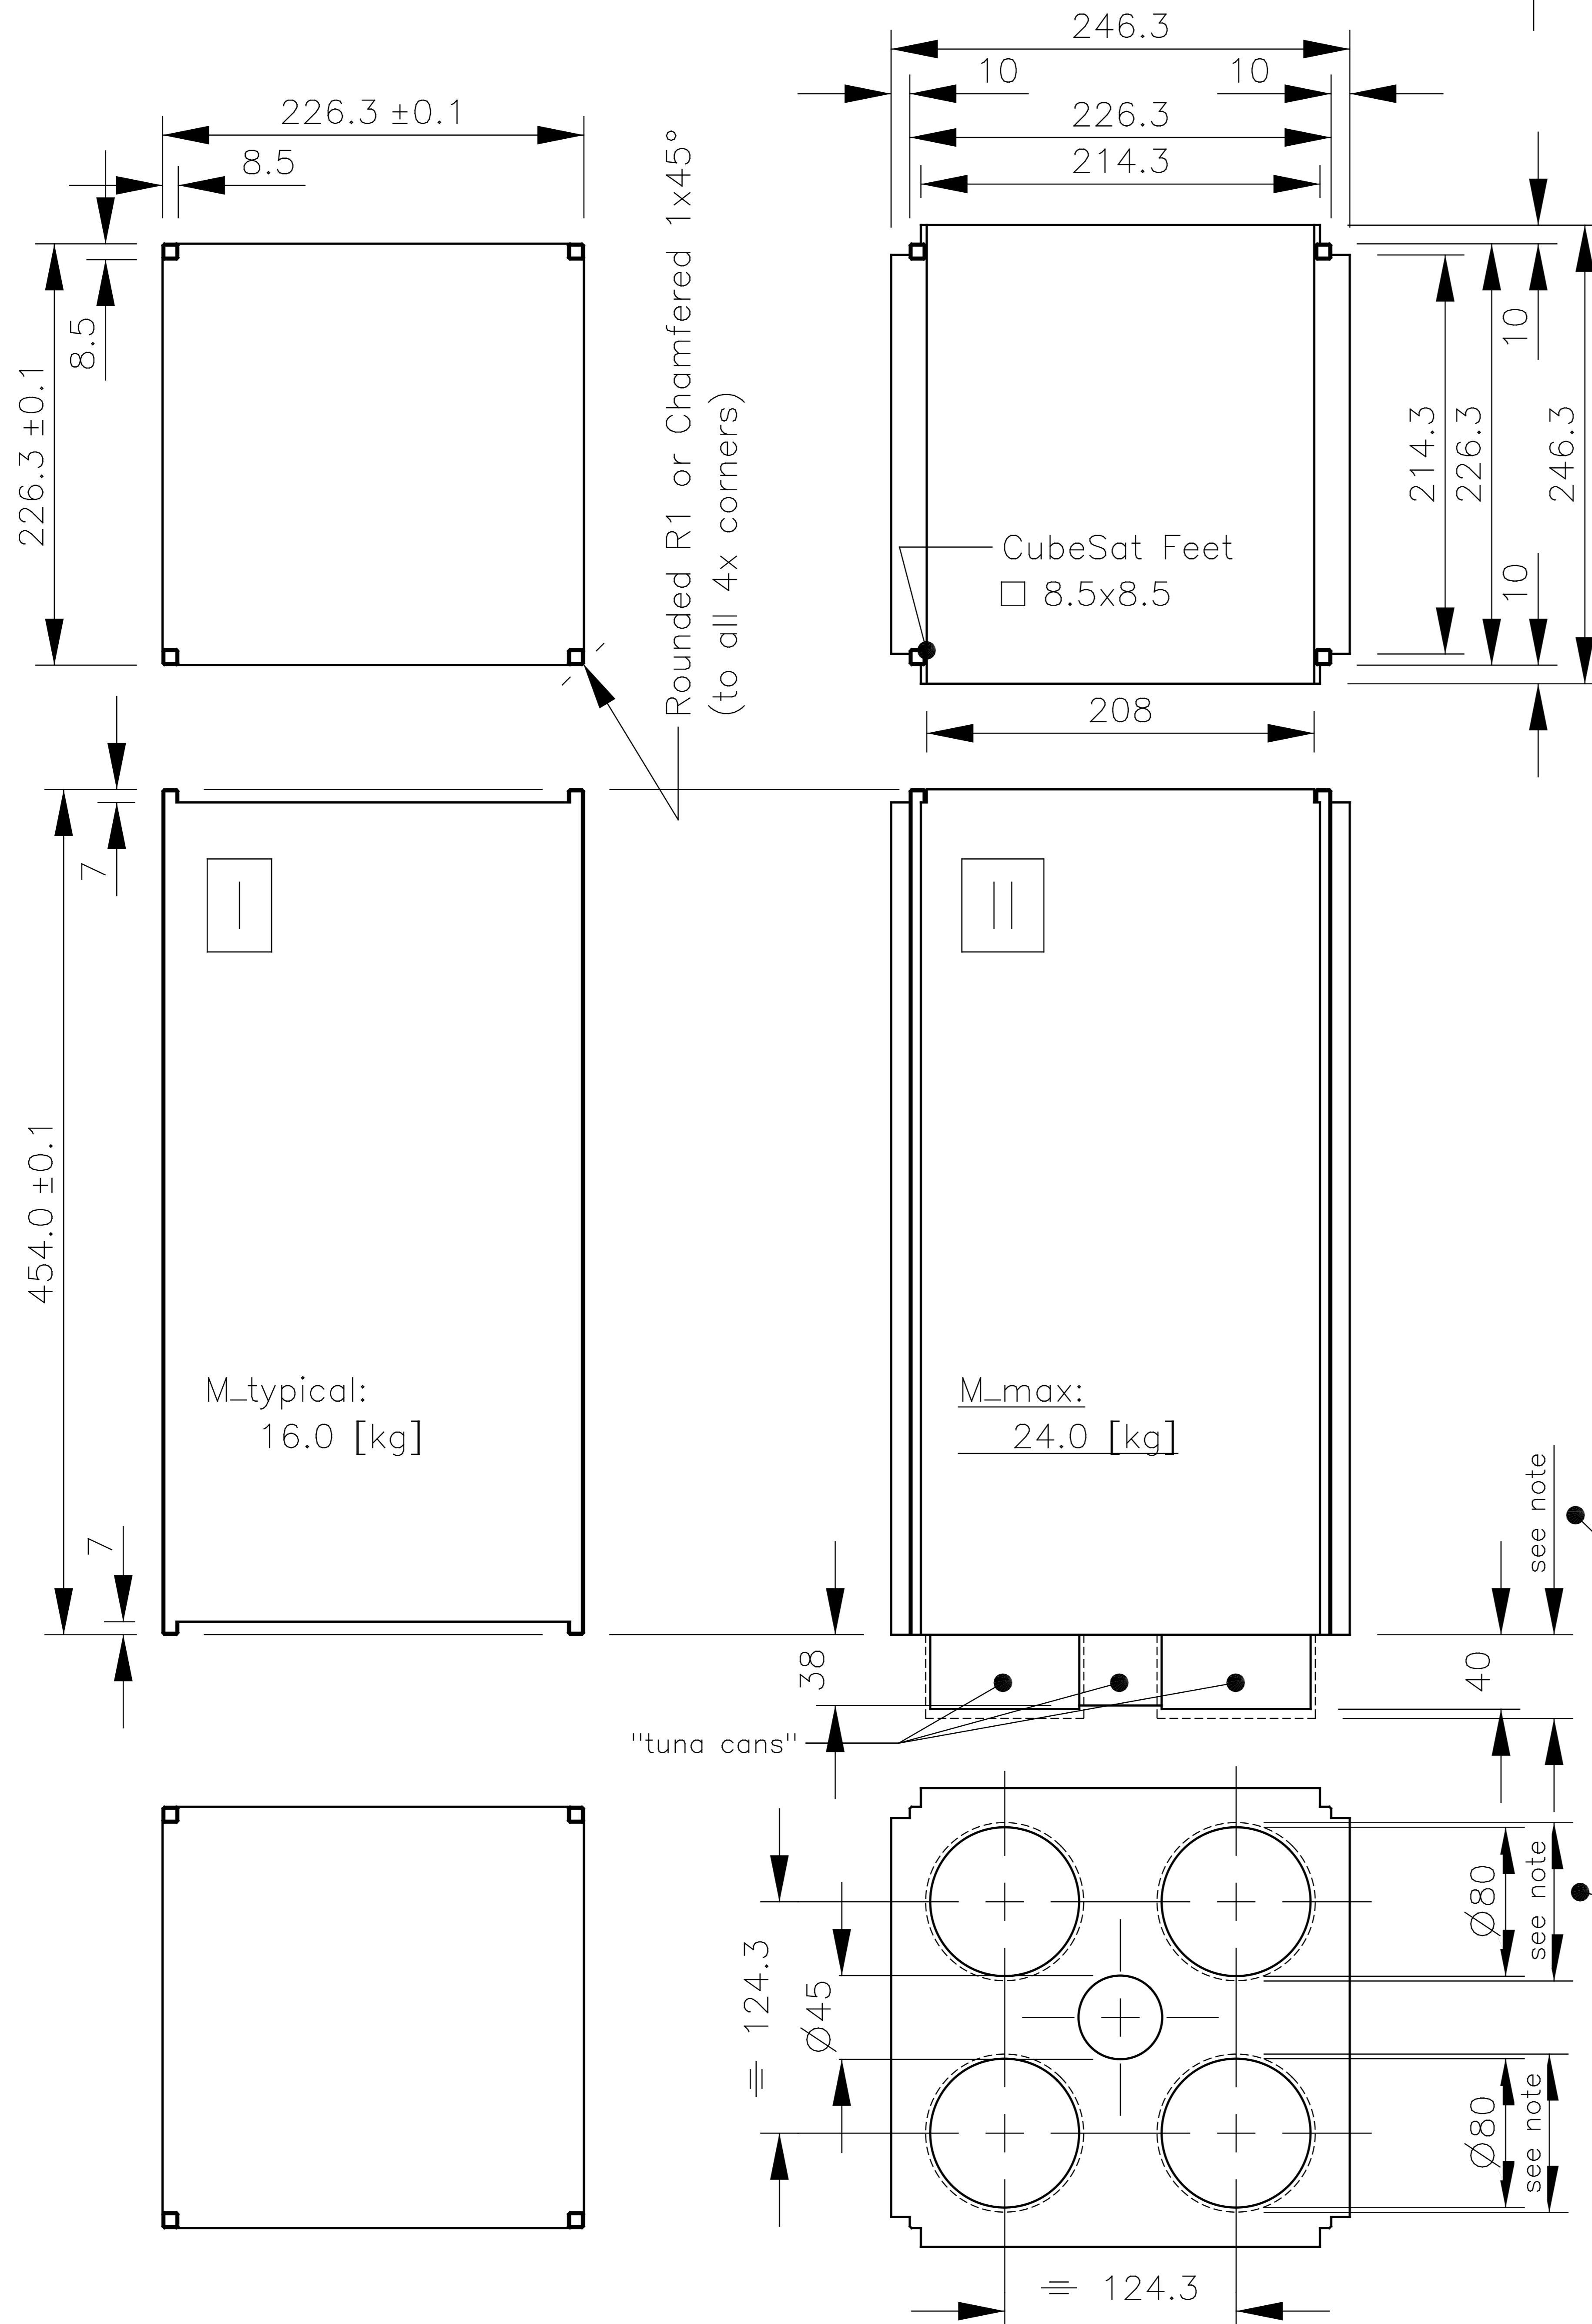 246.3
10
10
226.3 ±0.1
226.3
8.5
214.3
8.5
226.3 ±0.1
Rounded R1 or Chamfered 1x45°
(to all 4x corners)
10
214.3
226.3
246.3
CubeSat Feet
□ 8.5x8.5
10
208
7
I
II
454.0 ±0.1
M_typical:
16.0 [kg]
M_max:
24.0 [kg]
see note
7
38
40
"tuna cans"
Ø80
see note
124.3
Ø45
Ø80
see note
124.3